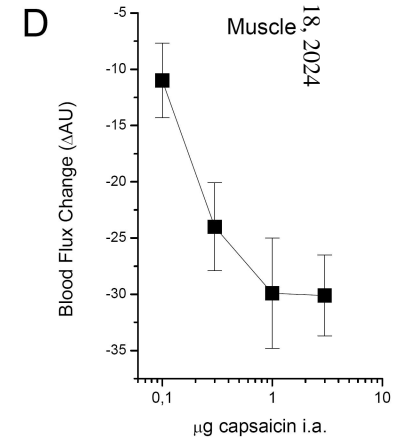 D
Muscle
18, 2024
-5
-10
-15
-20
-25
-30
-35
Blood Flux Change (ΔAU)
0,1
1
10
μg capsaicin i.a.